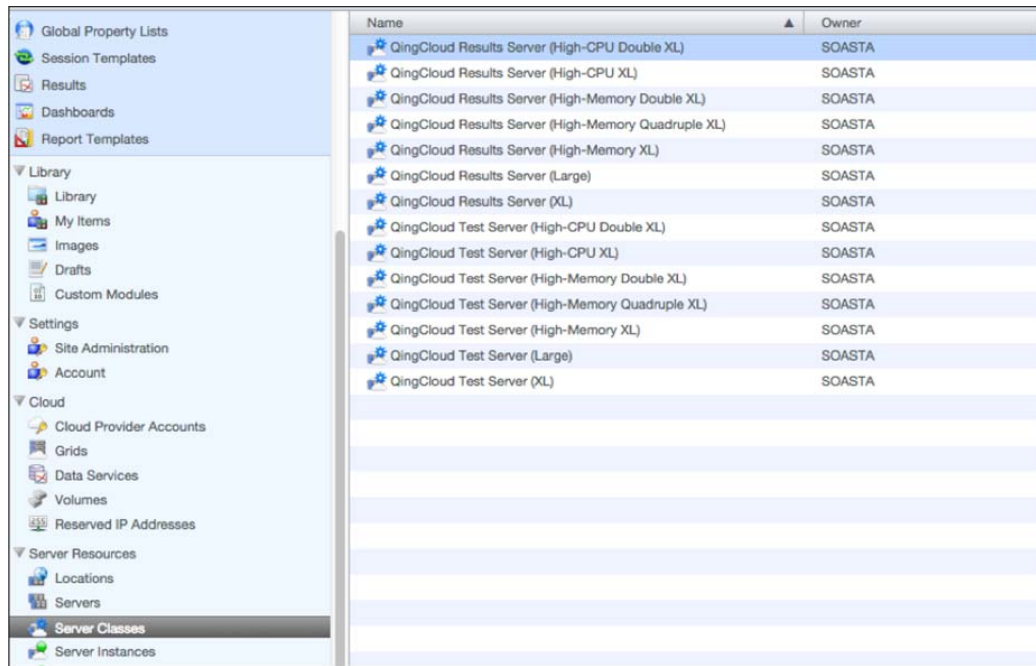 Global Property Lists
Session Templates
Results
Dashboards
Report Templates
Library
Library
My Items
Images
Drafts
Custom Modules
Settings
Site Administration
Account
Cloud
Cloud Provider Accounts
Grids
Data Services
Volumes
Reserved IP Addresses
Server Resources
Locations
Servers
Server Classes
Server Instances
Name Owner
QingCloud Results Server (High-CPU Double XL) SOASTA
QingCloud Results Server (High-CPU XL) SOASTA
QingCloud Results Server (High-Memory Double XL) SOASTA
QingCloud Results Server (High-Memory Quadruple XL) SOASTA
QingCloud Results Server (High-Memory XL) SOASTA
QingCloud Results Server (Large) SOASTA
QingCloud Results Server (XL) SOASTA
QingCloud Test Server (High-CPU Double XL) SOASTA
QingCloud Test Server (High-CPU XL) SOASTA
QingCloud Test Server (High-Memory Double XL) SOASTA
QingCloud Test Server (High-Memory Quadruple XL) SOASTA
QingCloud Test Server (High-Memory XL) SOASTA
QingCloud Test Server (Large) SOASTA
QingCloud Test Server (XL) SOASTA